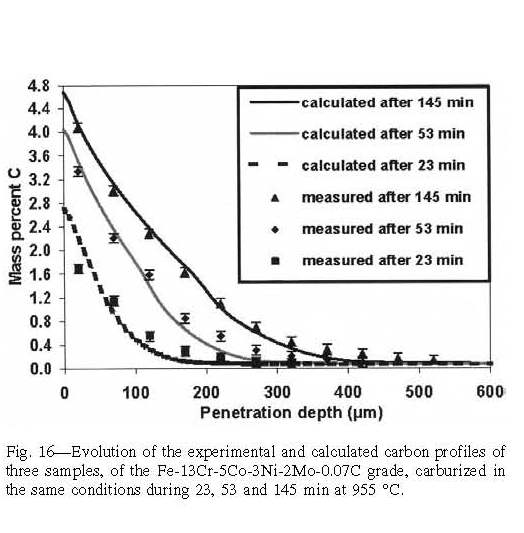 4.8
4.4
4.0
3.6
3.2
2.8
2.4
2.0
1.6
1.2
0.8
0.4
0.0
Mass percent C
calculated after 145 min
calculated after 53 min
calculated after 23 min
measured after 145 min
measured after 53 min
measured after 23 min
0 100 200 300 400 500 600
Penetration depth (µm)
Fig. 16—Evolution of the experimental and calculated carbon profiles of
three samples, of the Fe-13Cr-5Co-3Ni-2Mo-0.07C grade, carburized in
the same conditions during 23, 53 and 145 min at 955 °C.